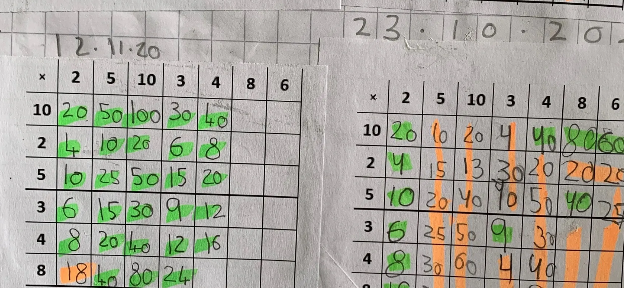 12.11.20
× 2 5 10 3 4 8 6
10 20 50 100 30 40
2 4 10 20 6 8
5 10 25 50 15 20
3 6 15 30 9 12
4 8 20 40 12 16
8 18 40 80 24
23.10.20
× 2 5 10 3 4 8 6
10 20 10 20 4 40 80 60
2 4 15 13 30 20 20 20
5 10 20 40 40 50 40 25
3 6 25 50 9 30
4 8 30 60 4 40